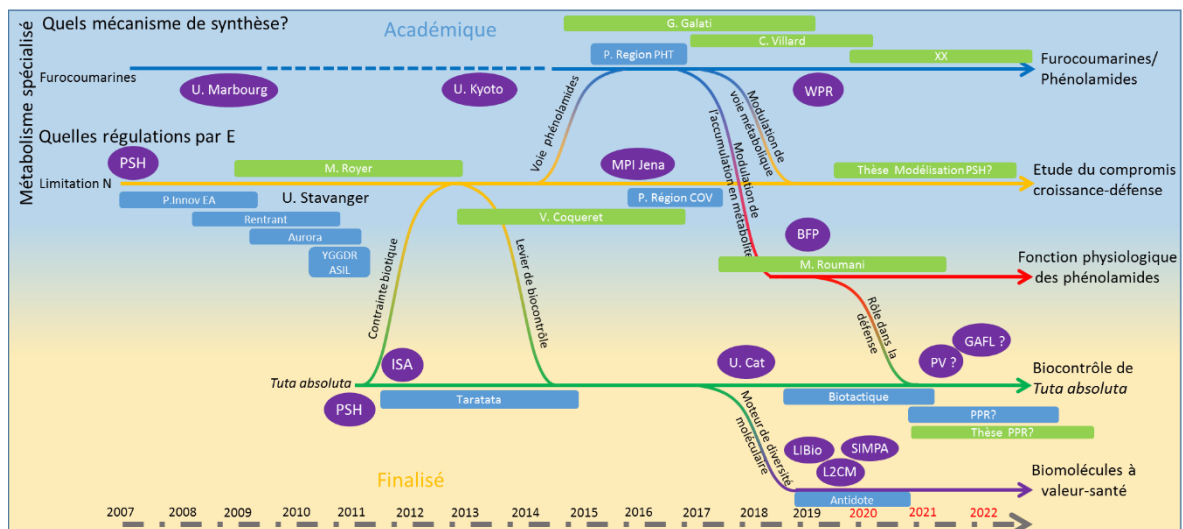 Métabolisme spécialisé
Quels mécanisme de synthèse?
Académique
G. Galati
C. Villard
P. Region PHT
XX
Furocoumarines
U. Marbourg
U. Kyoto
WPR
Furocoumarines/
Phénolamides
Voie phénolamides
Modulation de
voie métabolique
Modulation de
l'accumulation en métabolite
Quelles régulations par E
PSH
M. Royer
MPI Jena
Thèse Modélisation PSH?
Limitation N
Etude du compromis
croissance-défense
P.Innov EA
U. Stavanger
P. Région COV
Rentrant
V. Coqueret
Aurora
YGGDR
ASIL
BFP
M. Roumani
Fonction physiologique
des phénolamides
Contrainte biotique
Levier de biocontrôle
Rôle dans la
défense
ISA
U. Cat
PV ?
GAFL ?
Tuta absoluta
Biocontrôle de
Tuta absoluta
PSH
Taratata
Biotactique
PPR?
Thèse PPR?
Moteur de diversité
moléculaire
LIBio
SIMPA
L2CM
Finalisé
Antidote
Biomolécules à
valeur-santé
2007 2008 2009 2010 2011 2012 2013 2014 2015 2016 2017 2018 2019 2020 2021 2022